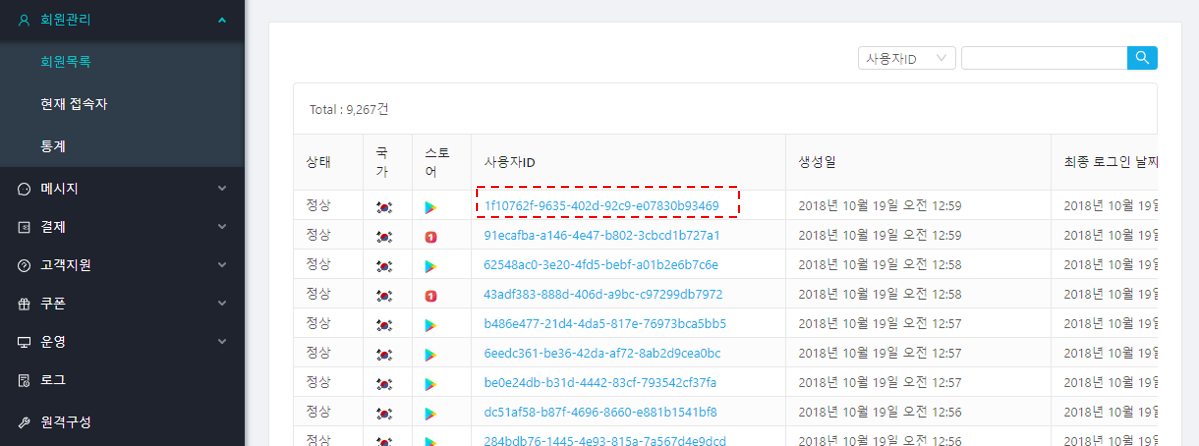 회원관리
회원목록
현재 접속자
통계
메시지
결제
고객지원
쿠폰
운영
로그
원격구성
사용자ID
Total : 9,267건
상태 국가 스토어 사용자ID 생성일 최종 로그인 날짜
정상 1f10762f-9635-402d-92c9-e07830b93469 2018년 10월 19일 오전 12:59 2018년 10월 19일
정상 1 91ecafba-a146-4e47-b802-3cbcd1b727a1 2018년 10월 19일 오전 12:59 2018년 10월 19일
정상 62548ac0-3e20-4fd5-bebf-a01b2e6b7c6e 2018년 10월 19일 오전 12:58 2018년 10월 19일
정상 1 43adf383-888d-406d-a9bc-c97299db7972 2018년 10월 19일 오전 12:58 2018년 10월 19일
정상 b486e477-21d4-4da5-817e-76973bca5bb5 2018년 10월 19일 오전 12:57 2018년 10월 19일
정상 6eedc361-be36-42da-af72-8ab2d9cea0bc 2018년 10월 19일 오전 12:57 2018년 10월 19일
정상 be0e24db-b31d-4442-83cf-793542cf37fa 2018년 10월 19일 오전 12:57 2018년 10월 19일
정상 dc51af58-b87f-4696-8660-e881b1541bf8 2018년 10월 19일 오전 12:56 2018년 10월 19일
정상 284bdb76-1445-4e93-815a-7a567d4e9dcd 2018년 10월 19일 오전 12:56 2018년 10월 19일